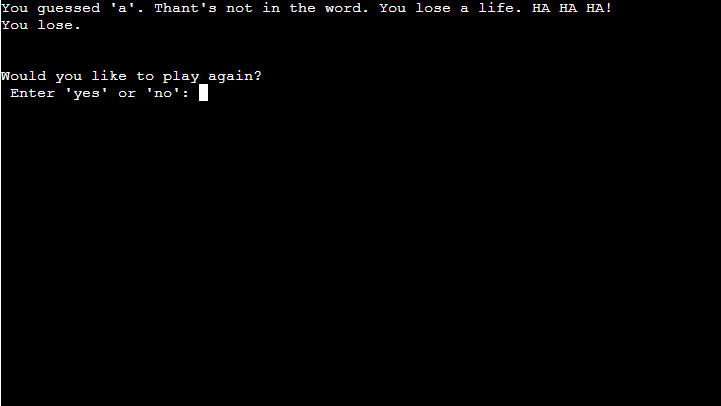 You guessed 'a'. Thant's not in the word. You lose a life. HA HA HA!
You lose.
Would you like to play again?
Enter 'yes' or 'no':